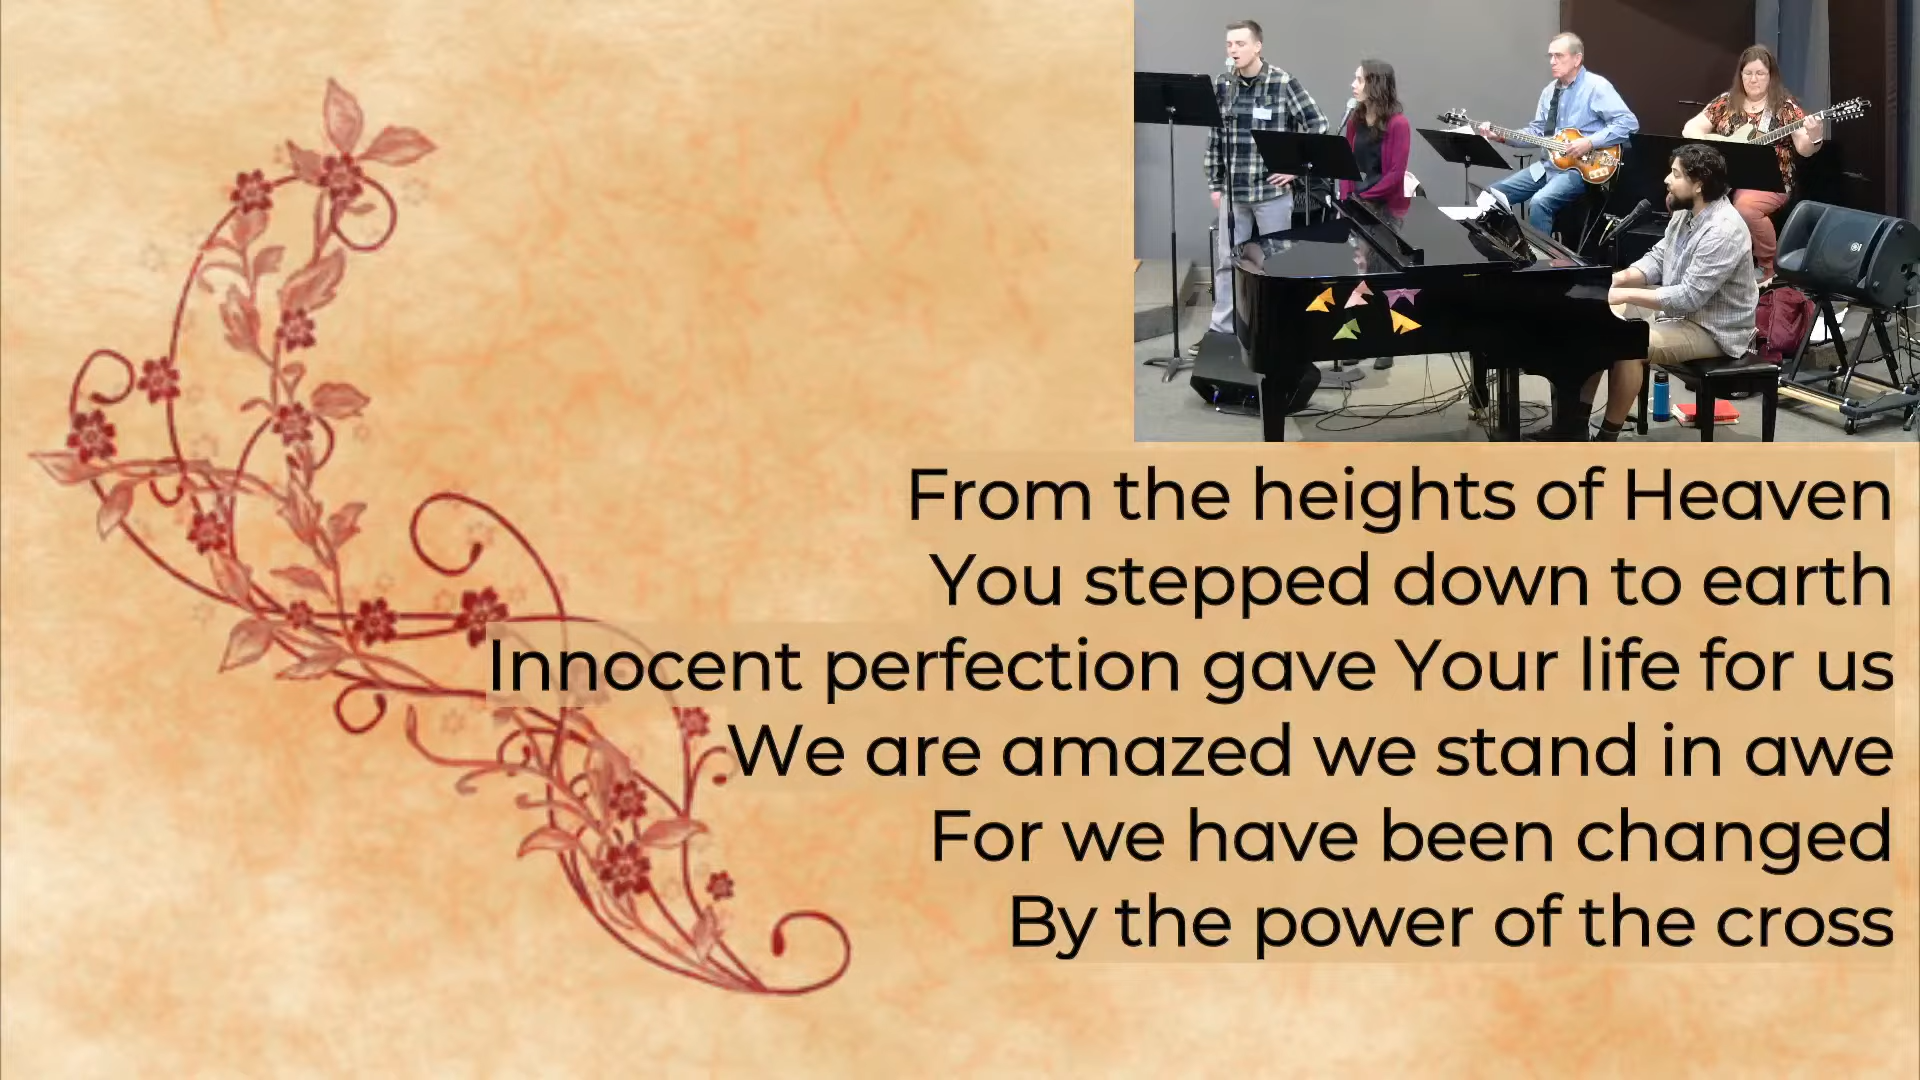 From the heights of Heaven
You stepped down to earth
Innocent perfection gave Your life for us
We are amazed we stand in awe
For we have been changed
By the power of the cross